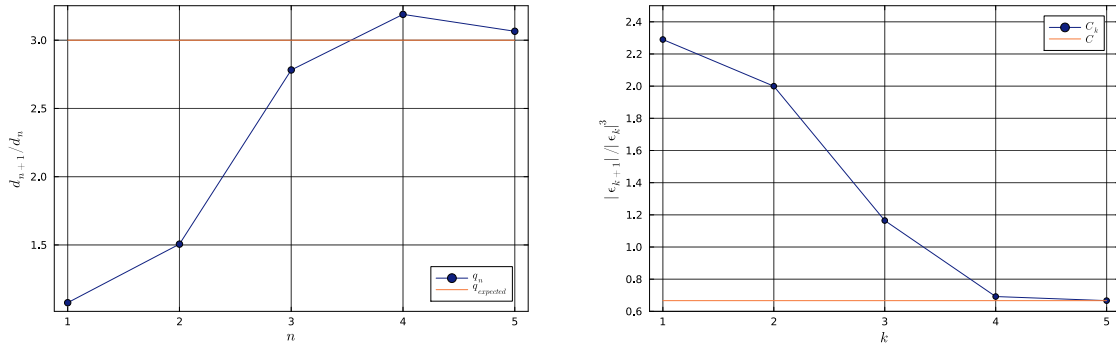 3.0
2.5
2.0
1.5
d_{n+1}/d_n
1 2 3 4 5
n
q_n
q_{expected}
2.4
2.2
2.0
1.8
1.6
1.4
1.2
1.0
0.8
0.6
|ϵ_{k+1}|/|ϵ_k|^3
1 2 3 4 5
k
C_k
C